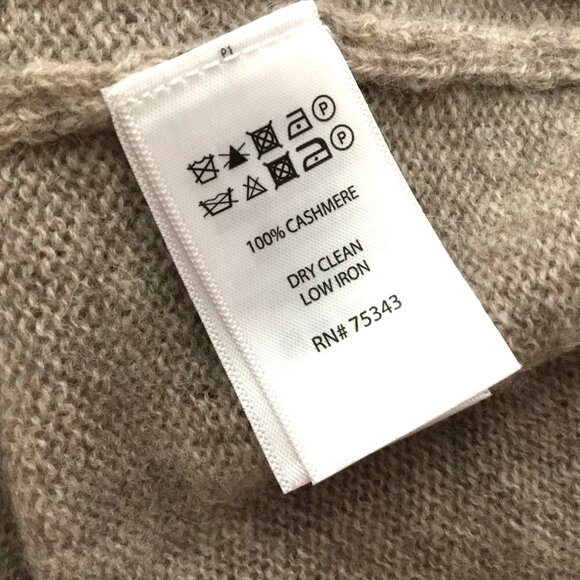 P1
P
P
100% CASHMERE
DRY CLEAN
LOW IRON
RN# 75343